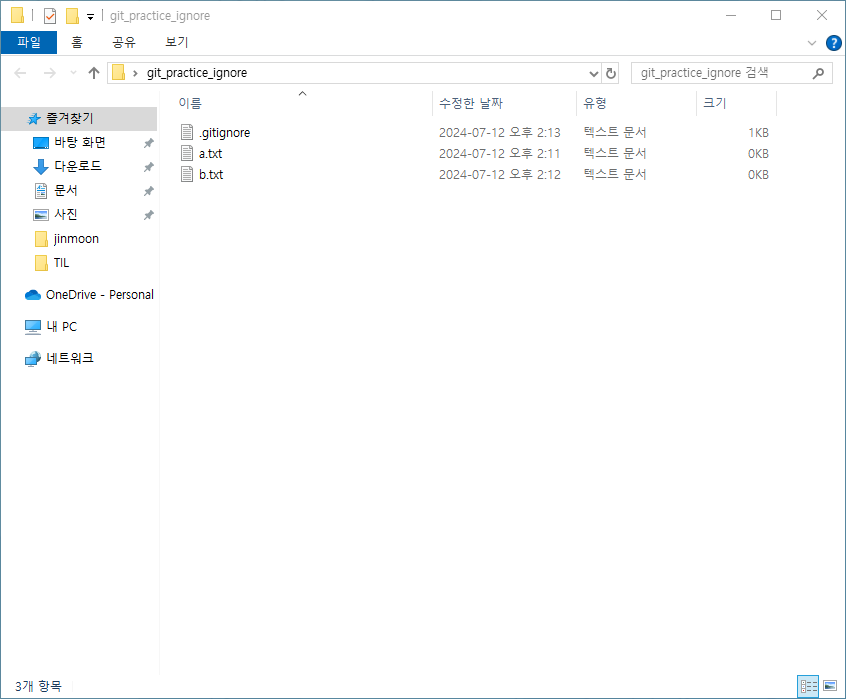 git_practice_ignore
파일 홈 공유 보기
git_practice_ignore git_practice_ignore 검색
이름 수정한 날짜 유형 크기
즐겨찾기
바탕 화면
다운로드
문서
사진
jinmoon
TIL
OneDrive - Personal
내 PC
네트워크
.gitignore 2024-07-12 오후 2:13 텍스트 문서 1KB
a.txt 2024-07-12 오후 2:11 텍스트 문서 0KB
b.txt 2024-07-12 오후 2:12 텍스트 문서 0KB
3개 항목